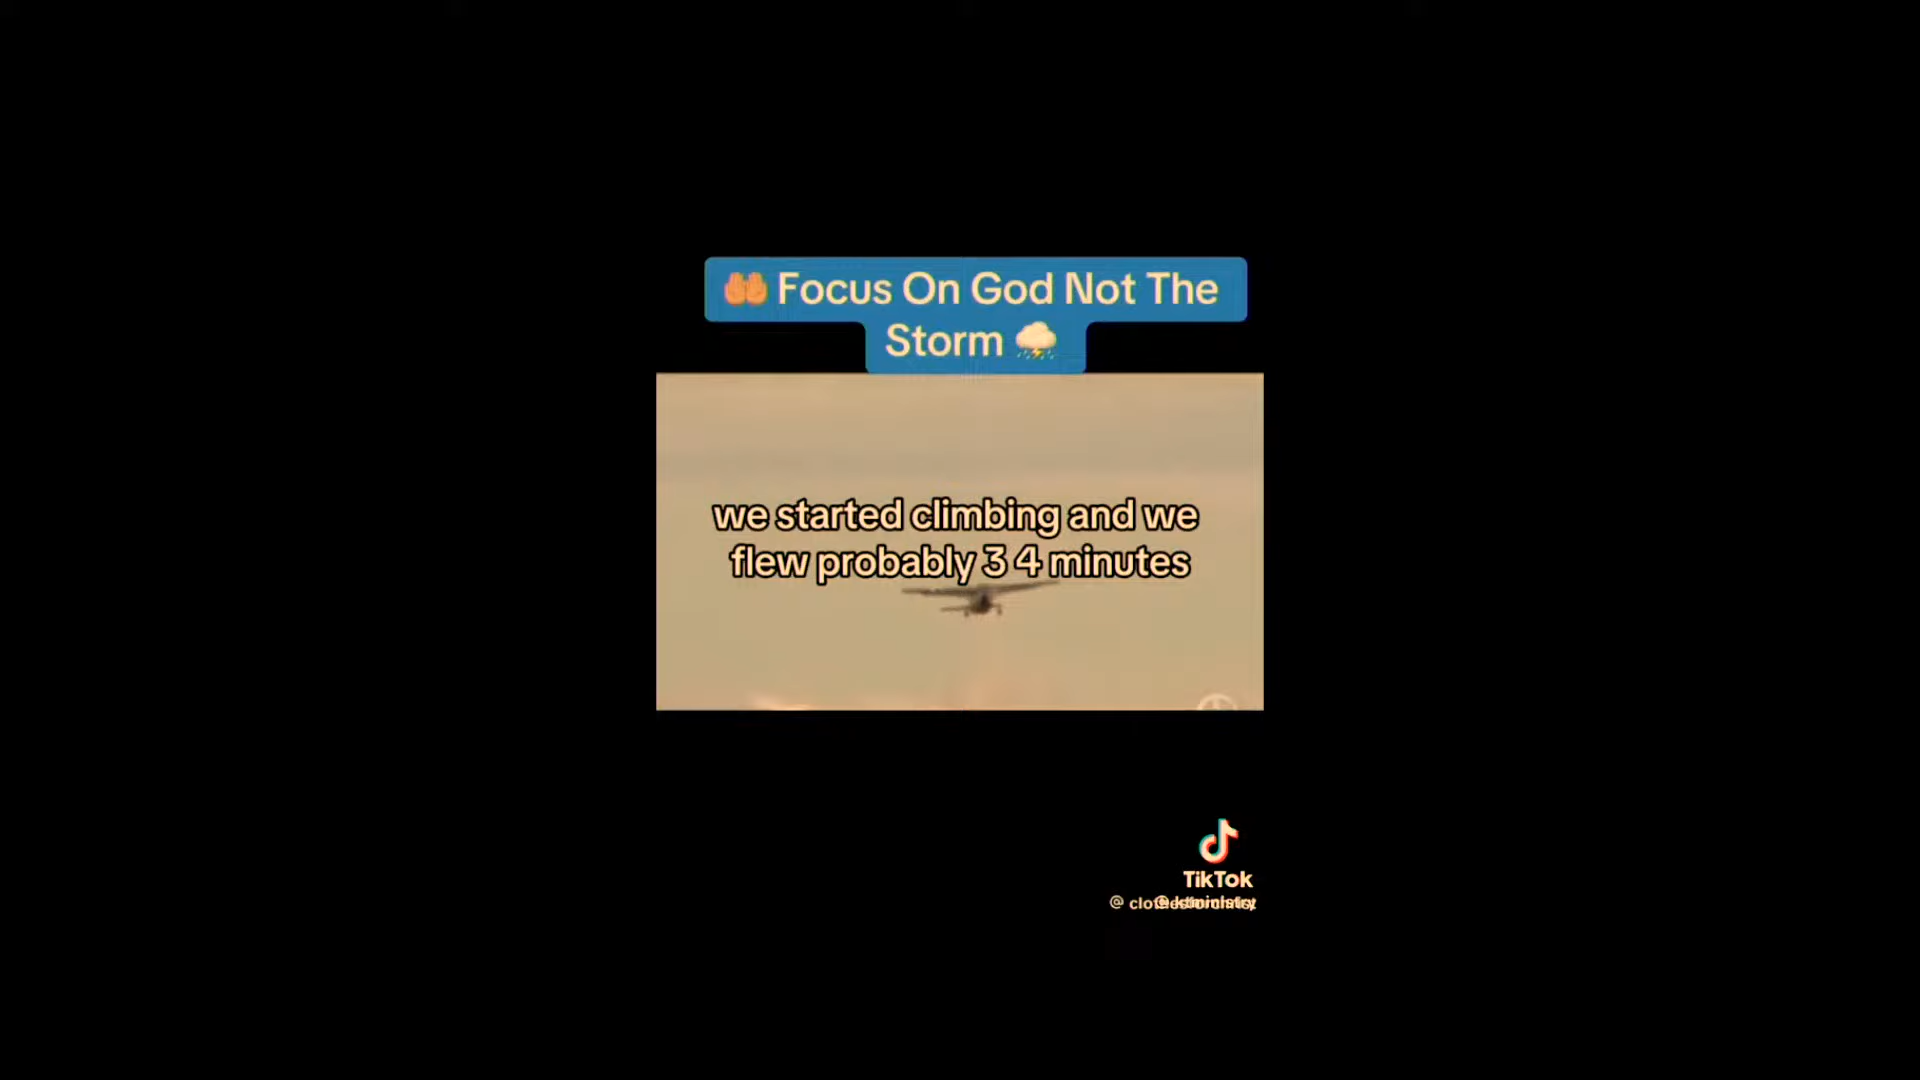 🤲🏽 Focus On God Not The
Storm ⛈️
we started climbing and we
flew probably 3 4 minutes
TikTok